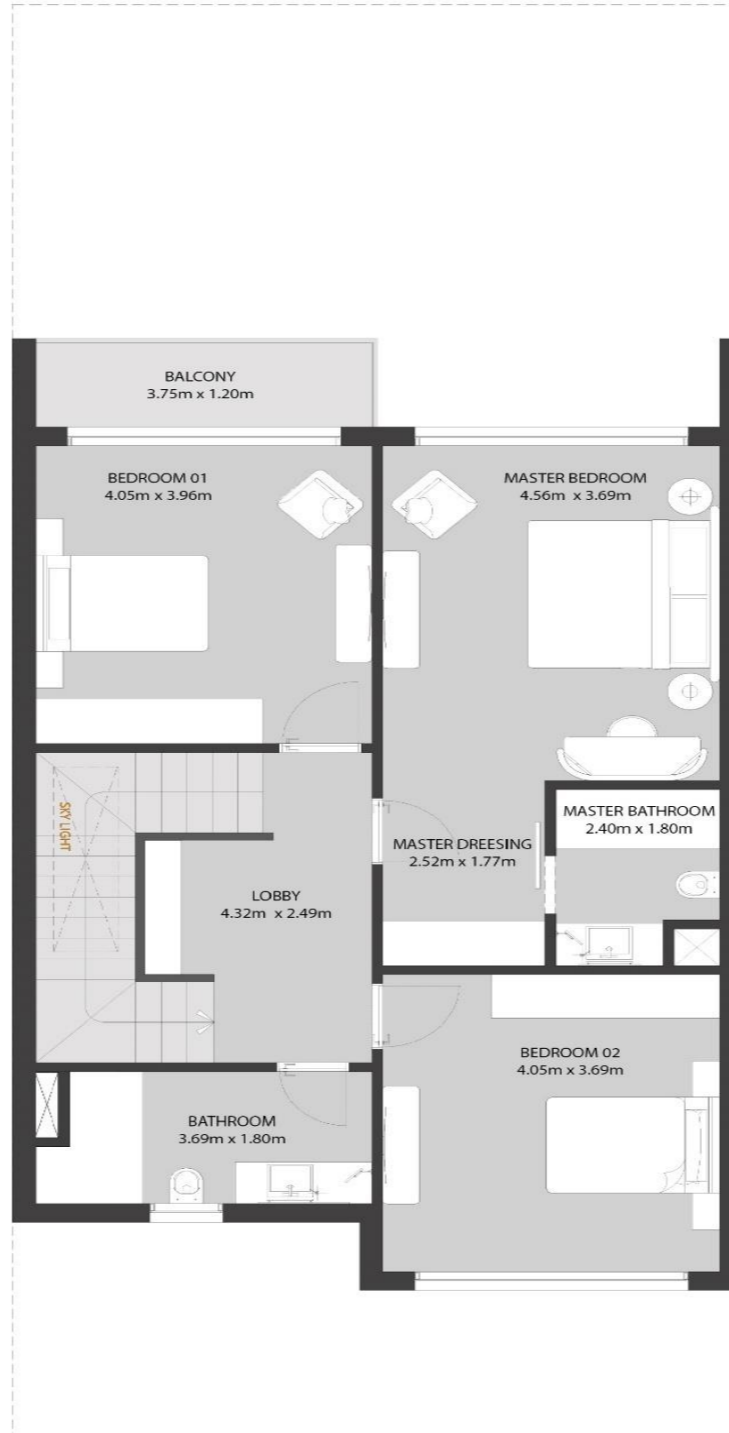 BALCONY
3.75m x 1.20m
BEDROOM 01
4.05m x 3.96m
MASTER BEDROOM
4.56m x 3.69m
SKY LIGHT
MASTER BATHROOM
2.40m x 1.80m
MASTER DREESING
2.52m x 1.77m
LOBBY
4.32m x 2.49m
BEDROOM 02
4.05m x 3.69m
BATHROOM
3.69m x 1.80m